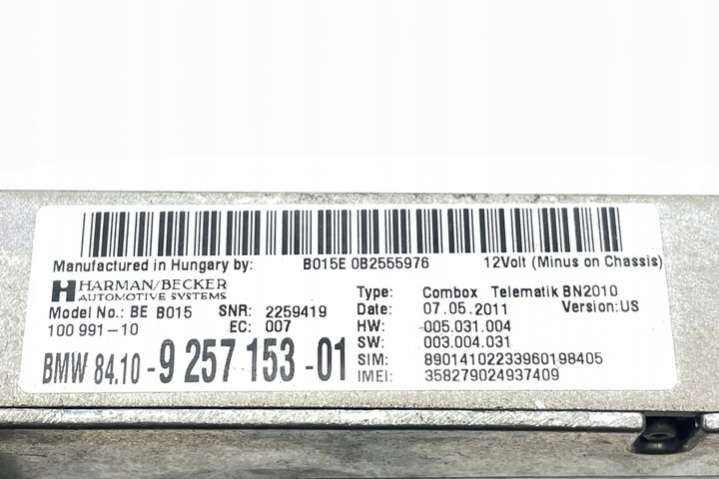 Manufactured in Hungary by: B015E 0B2555976 12Volt (Minus on Chassis)
HARMAN/BECKER
AUTOMOTIVE SYSTEMS
Model No.: BE B015 SNR: 2259419
100 991-10 EC: 007
BMW 84.10-9 257 153-01
Type: Combox Telematik BN2010
Date: 07.05.2011 Version: US
HW: 005.031.004
SW: 003.004.031
SIM: 89014102233960198405
IMEI: 358279024937409